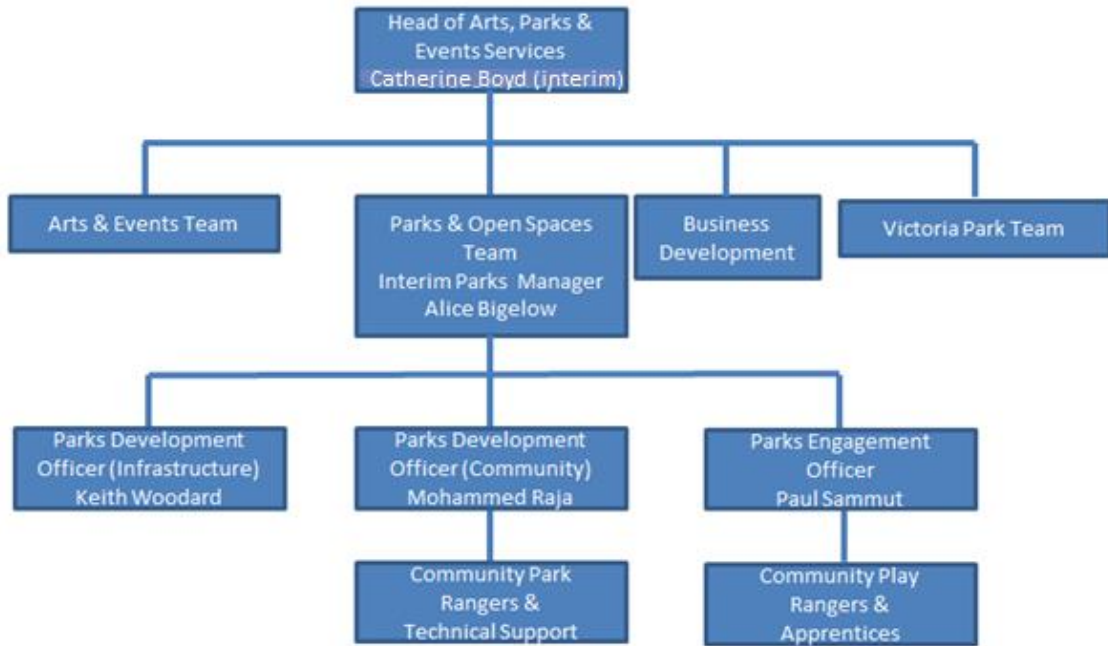 Head of Arts, Parks &
Events Services
Catherine Boyd (interim)
Arts & Events Team
Parks & Open Spaces
Team
Interim Parks Manager
Alice Bigelow
Business
Development
Victoria Park Team
Parks Development
Officer (Infrastructure)
Keith Woodard
Parks Development
Officer (Community)
Mohammed Raja
Parks Engagement
Officer
Paul Sammut
Community Park
Rangers &
Technical Support
Community Play
Rangers &
Apprentices